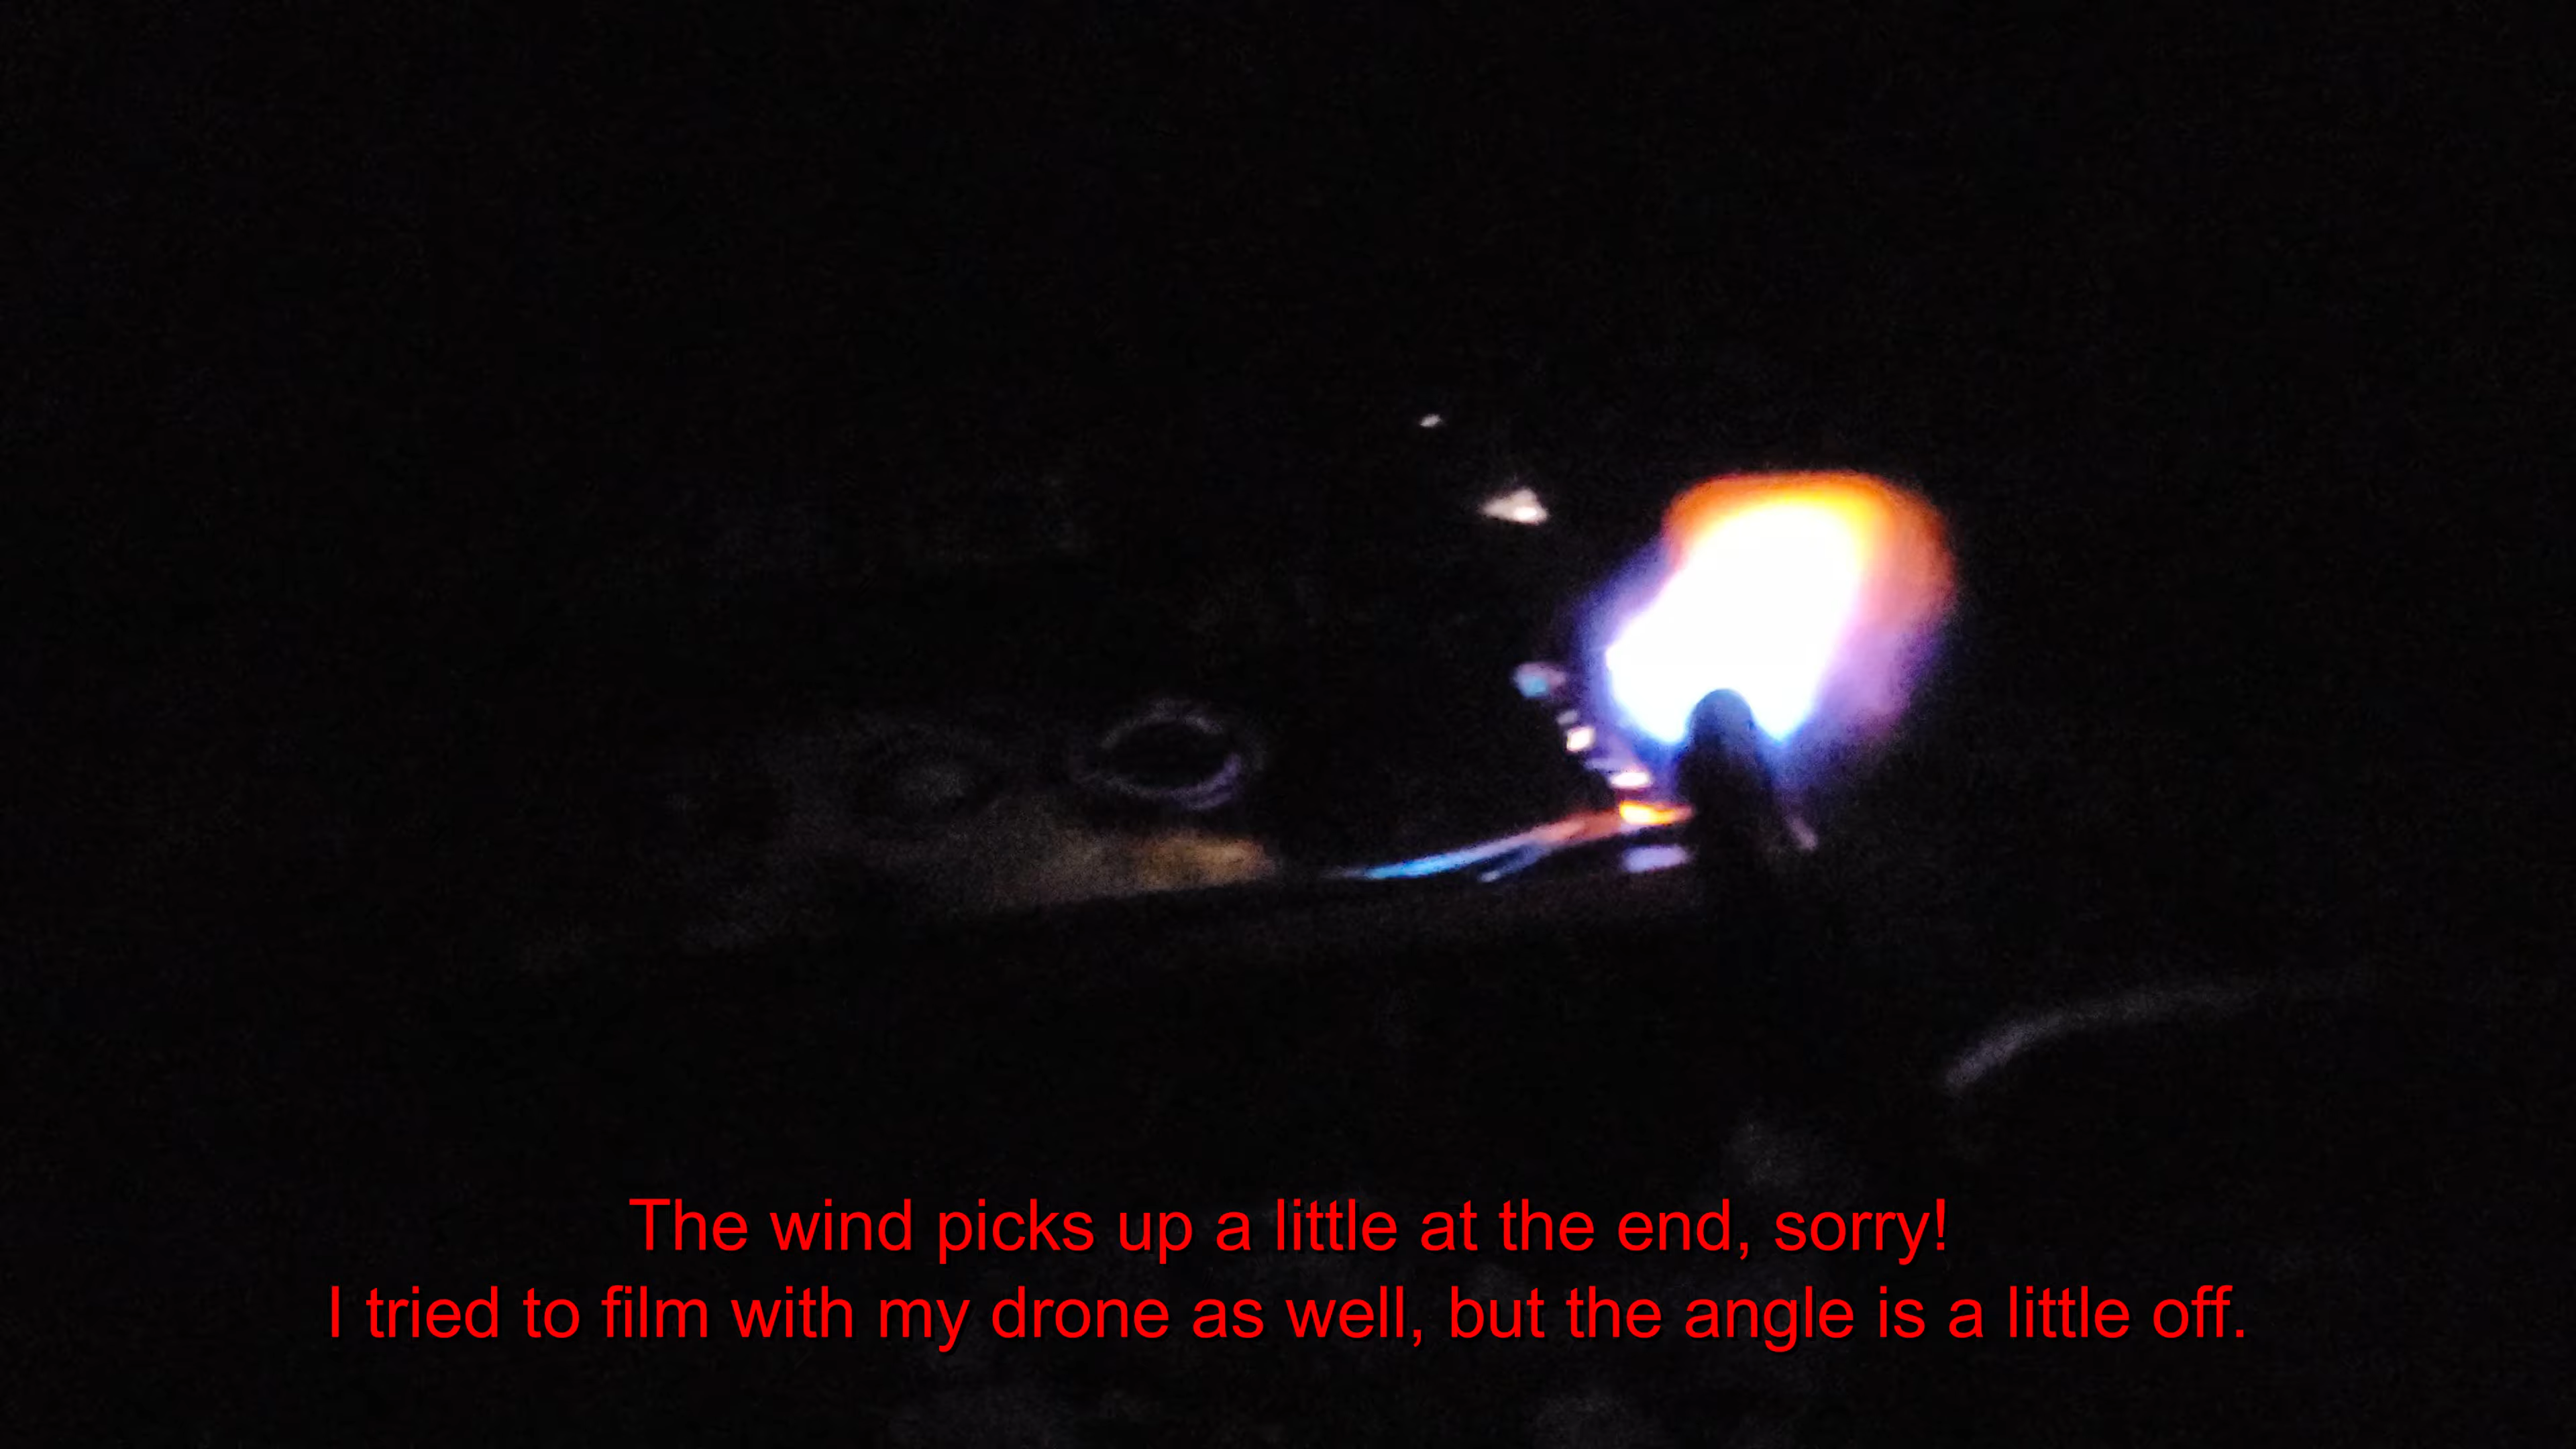 The wind picks up a little at the end, sorry!
I tried to film with my drone as well, but the angle is a little off.